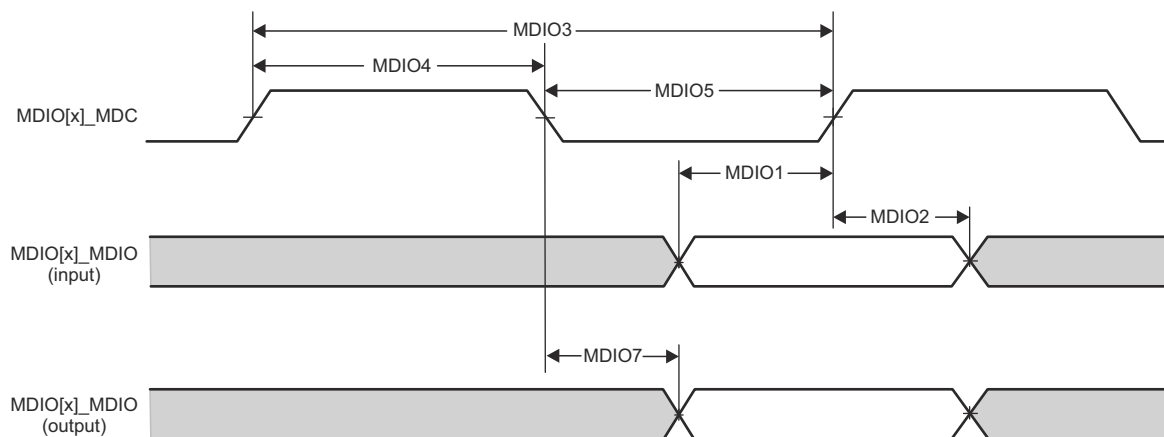 MDIO3
MDIO4
MDIO5
MDIO[x]_MDC
MDIO1
MDIO2
MDIO[x]_MDIO
(input)
MDIO7
MDIO[x]_MDIO
(output)